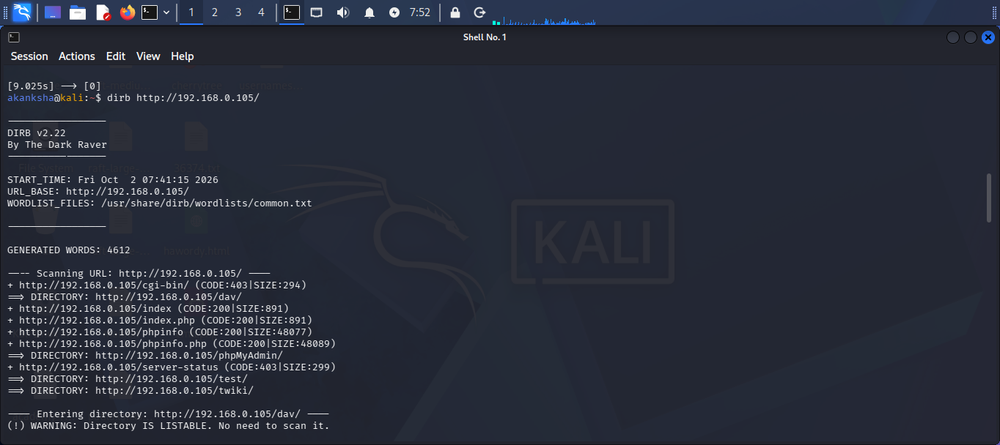 1 2 3 4 7:52
Shell No. 1
Session Actions Edit View Help
[9.025s] —> [0]
akanksha@kali:~$ dirb http://192.168.0.105/
-----------------
DIRB v2.22
By The Dark Raver
-----------------
File System raft-large-... 38374.txt
START_TIME: Fri Oct  2 07:41:15 2026
URL_BASE: http://192.168.0.105/
WORDLIST_FILES: /usr/share/dirb/wordlists/common.txt
-----------------
KALI
GENERATED WORDS: 4612
hawordy.html
---- Scanning URL: http://192.168.0.105/ ----
+ http://192.168.0.105/cgi-bin/ (CODE:403|SIZE:294)
==> DIRECTORY: http://192.168.0.105/dav/
+ http://192.168.0.105/index (CODE:200|SIZE:891)
+ http://192.168.0.105/index.php (CODE:200|SIZE:891)
+ http://192.168.0.105/phpinfo (CODE:200|SIZE:48077)
+ http://192.168.0.105/phpinfo.php (CODE:200|SIZE:48089)
==> DIRECTORY: http://192.168.0.105/phpMyAdmin/
+ http://192.168.0.105/server-status (CODE:403|SIZE:299)
==> DIRECTORY: http://192.168.0.105/test/
==> DIRECTORY: http://192.168.0.105/twiki/
---- Entering directory: http://192.168.0.105/dav/ ----
(!) WARNING: Directory IS LISTABLE. No need to scan it.